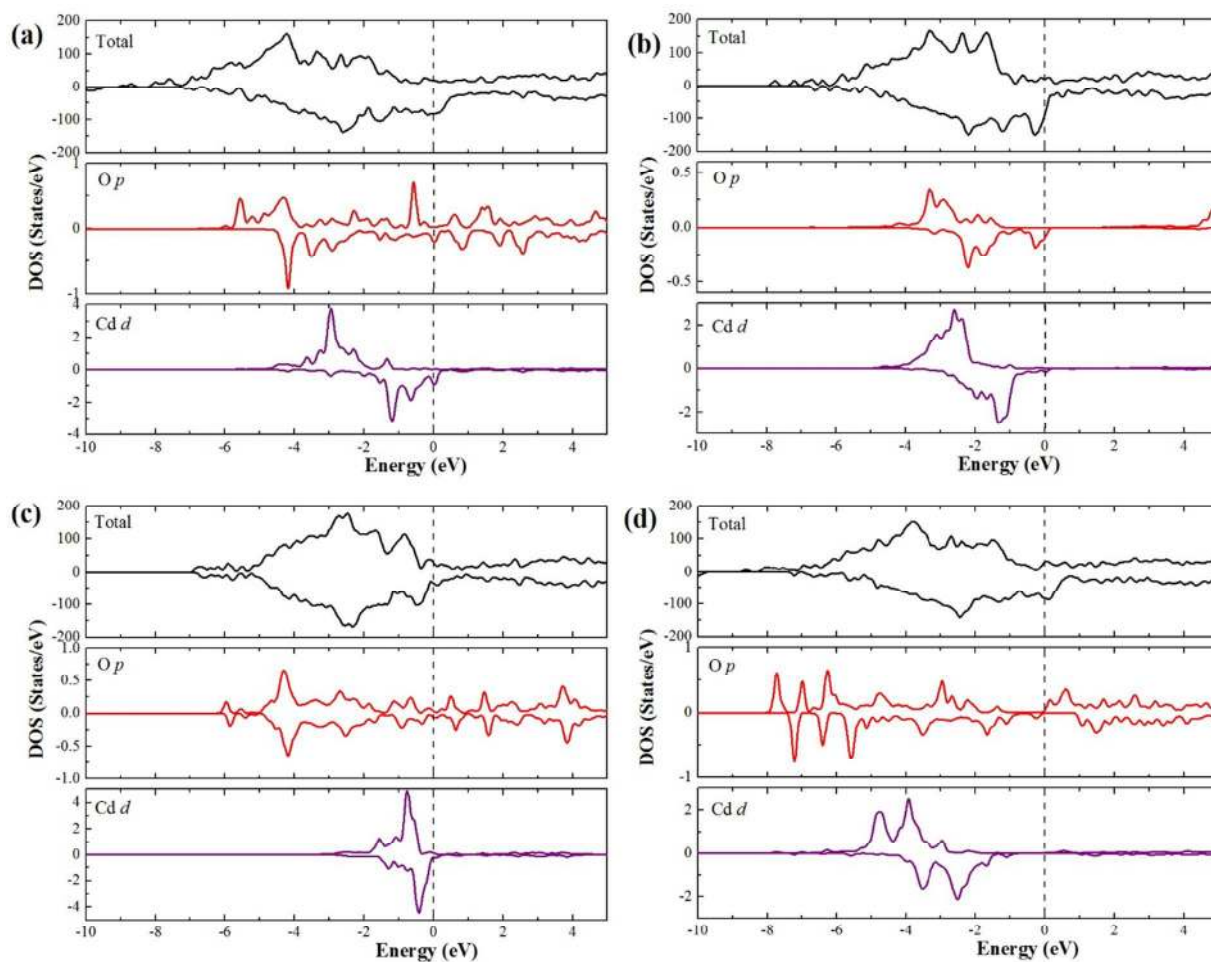 (a)
Total
200
100
0
-100
-200
O p
1
0
-1
Cd d
4
2
0
-2
-4
DOS (States/eV)
-10 -8 -6 -4 -2 0 2 4
Energy (eV)
(b)
Total
200
100
0
-100
-200
O p
0.5
0.0
-0.5
Cd d
2
0
-2
DOS (States/eV)
-10 -8 -6 -4 -2 0 2 4
Energy (eV)
(c)
Total
200
100
0
-100
-200
O p
1.0
0.5
0.0
-0.5
-1.0
Cd d
4
2
0
-2
-4
DOS (States/eV)
-10 -8 -6 -4 -2 0 2 4
Energy (eV)
(d)
Total
200
100
0
-100
-200
O p
1
0
-1
Cd d
2
0
-2
DOS (States/eV)
-10 -8 -6 -4 -2 0 2 4
Energy (eV)